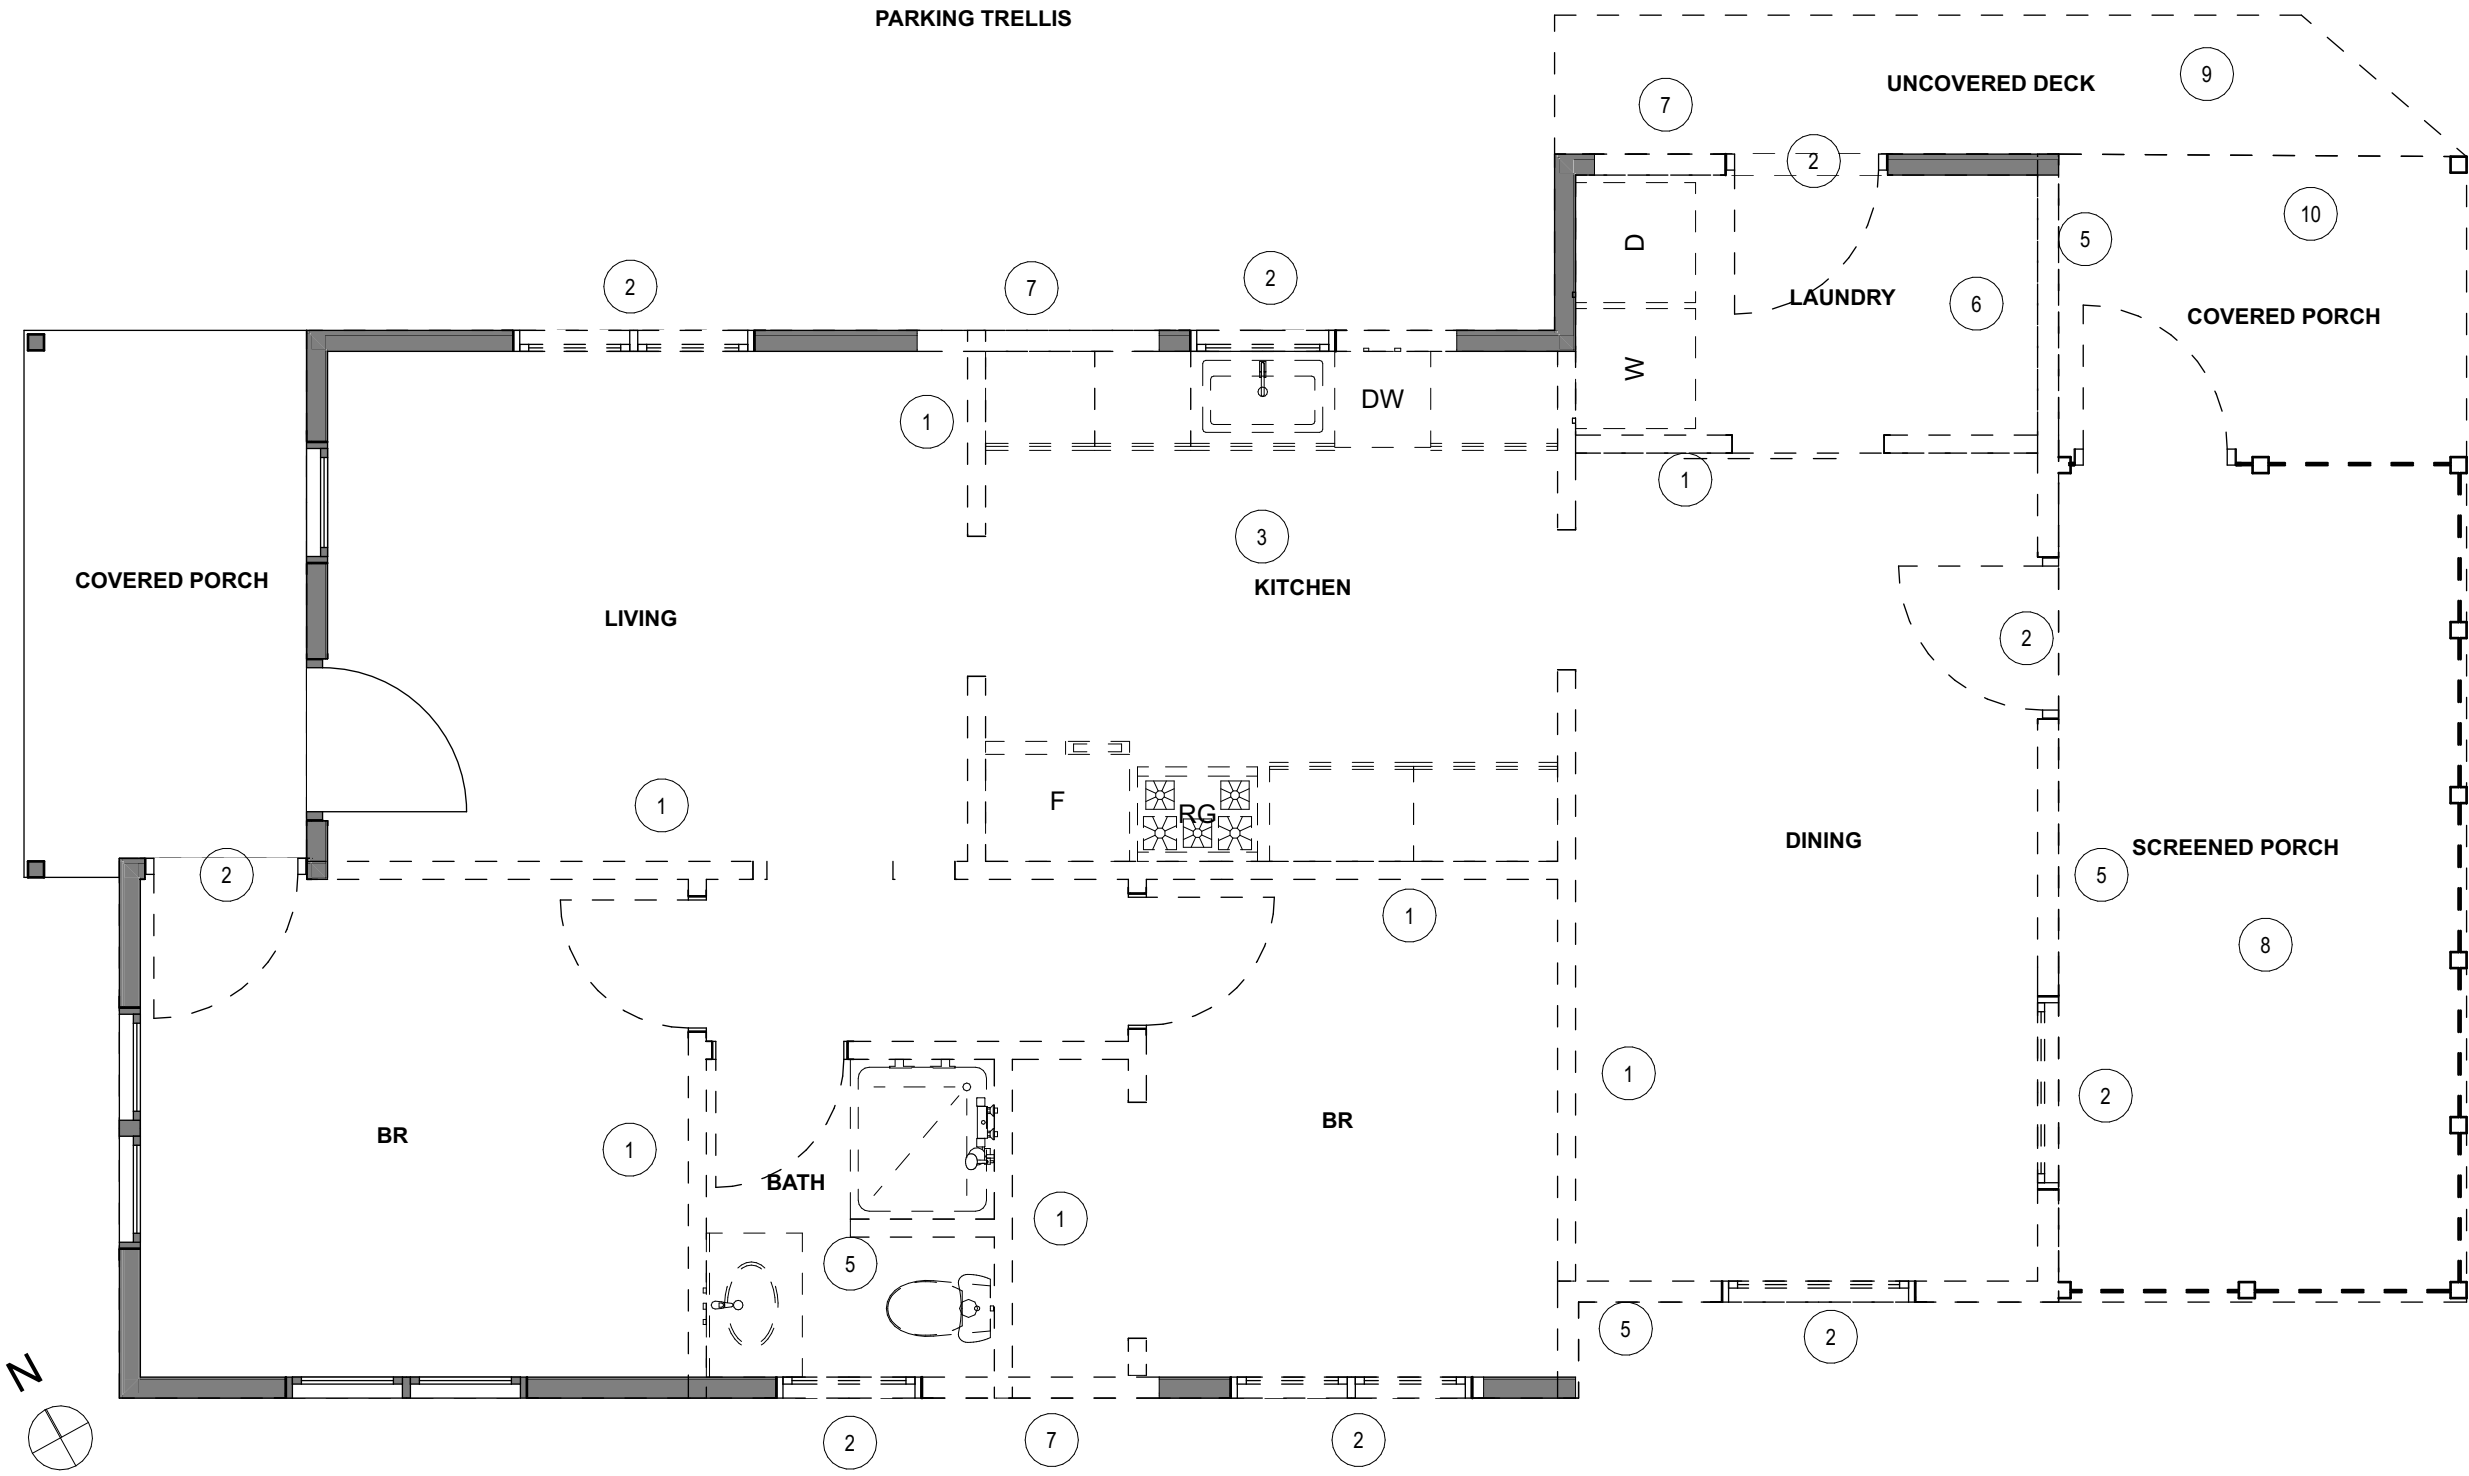 PARKING TRELLIS
9
UNCOVERED DECK
7
2
10
5
D
2
7
2
LAUNDRY
6
COVERED PORCH
W
DW
1
1
3
COVERED PORCH
KITCHEN
LIVING
2
F
1
RG
DINING
SCREENED PORCH
2
5
1
8
1
2
BR
BR
1
BATH
1
5
5
2
N
2
7
2